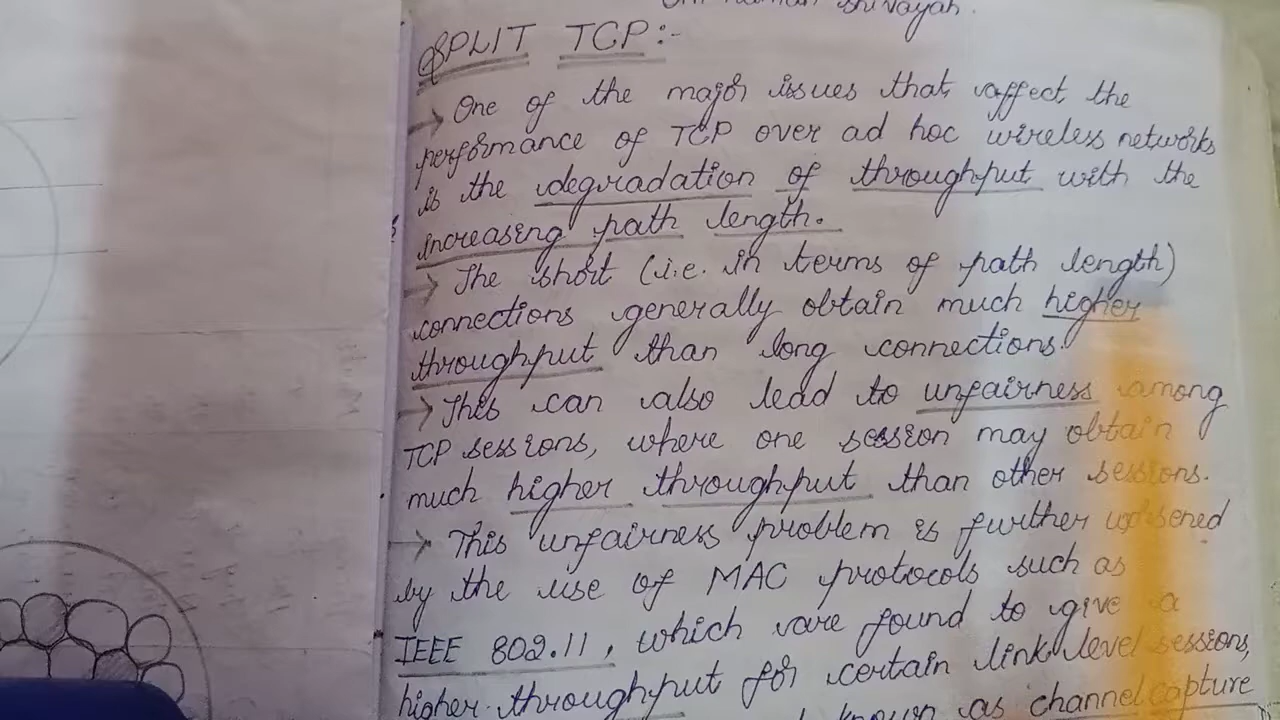 Om namah shivayah.
SPLIT TCP:-
→ One of the major issues that affect the
performance of TCP over ad hoc wireless networks
is the degradation of throughput with the
increasing path length.
→ The short (i.e. in terms of path length)
connections generally obtain much higher
throughput than long connections
→ This can also lead to unfairness among
TCP sessions, where one session may obtain
much higher throughput than other sessions.
→ This unfairness problem is further worsened
by the use of MAC protocols such as
IEEE 802.11, which are found to give a
higher throughput for certain link level sessions,
known as channel capture